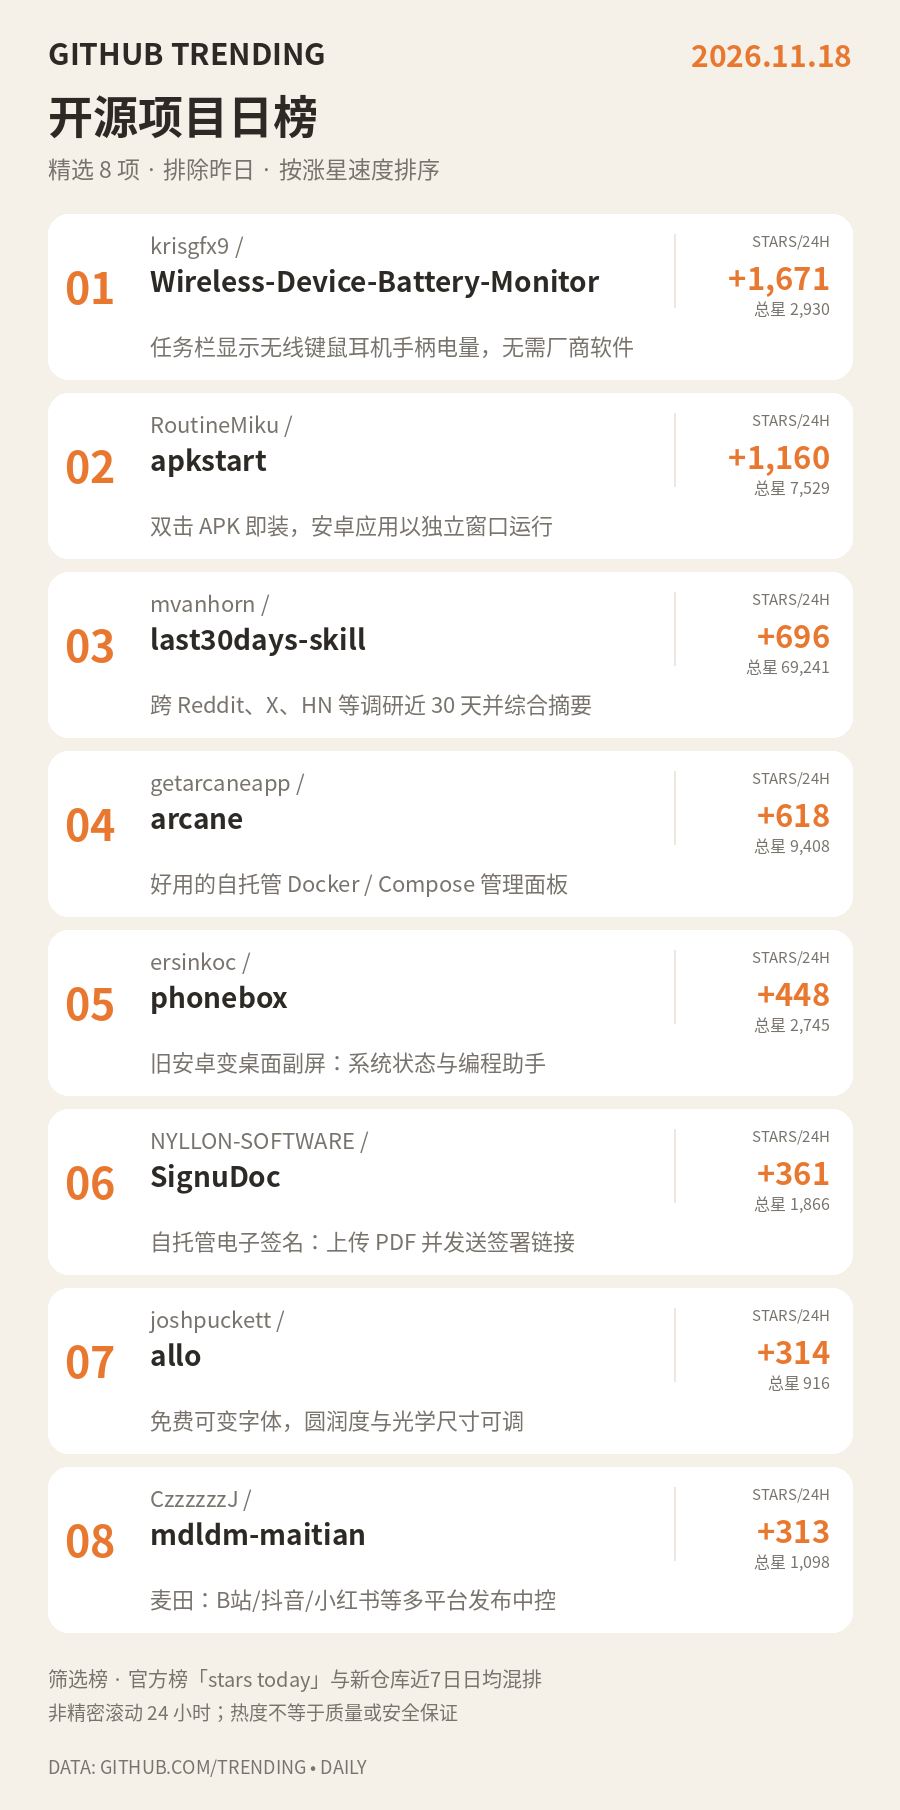 GITHUB TRENDING
2026.11.18
开源项目日榜
精选 8 项 · 排除昨日 · 按涨星速度排序
01
krisgfx9 /
Wireless-Device-Battery-Monitor
任务栏显示无线键鼠耳机手柄电量，无需厂商软件
STARS/24H
+1,671
总星 2,930
02
RoutineMiku /
apkstart
双击 APK 即装，安卓应用以独立窗口运行
STARS/24H
+1,160
总星 7,529
03
mvanhorn /
last30days-skill
跨 Reddit、X、HN 等调研近 30 天并综合摘要
STARS/24H
+696
总星 69,241
04
getarcaneapp /
arcane
好用的自托管 Docker / Compose 管理面板
STARS/24H
+618
总星 9,408
05
ersinkoc /
phonebox
旧安卓变桌面副屏：系统状态与编程助手
STARS/24H
+448
总星 2,745
06
NYLLON-SOFTWARE /
SignuDoc
自托管电子签名：上传 PDF 并发送签署链接
STARS/24H
+361
总星 1,866
07
joshpuckett /
allo
免费可变字体，圆润度与光学尺寸可调
STARS/24H
+314
总星 916
08
CzzzzzzJ /
mdldm-maitian
麦田：B站/抖音/小红书等多平台发布中控
STARS/24H
+313
总星 1,098
筛选榜 · 官方榜「stars today」与新仓库近7日日均混排
非精密滚动 24 小时；热度不等于质量或安全保证
DATA: GITHUB.COM/TRENDING • DAILY